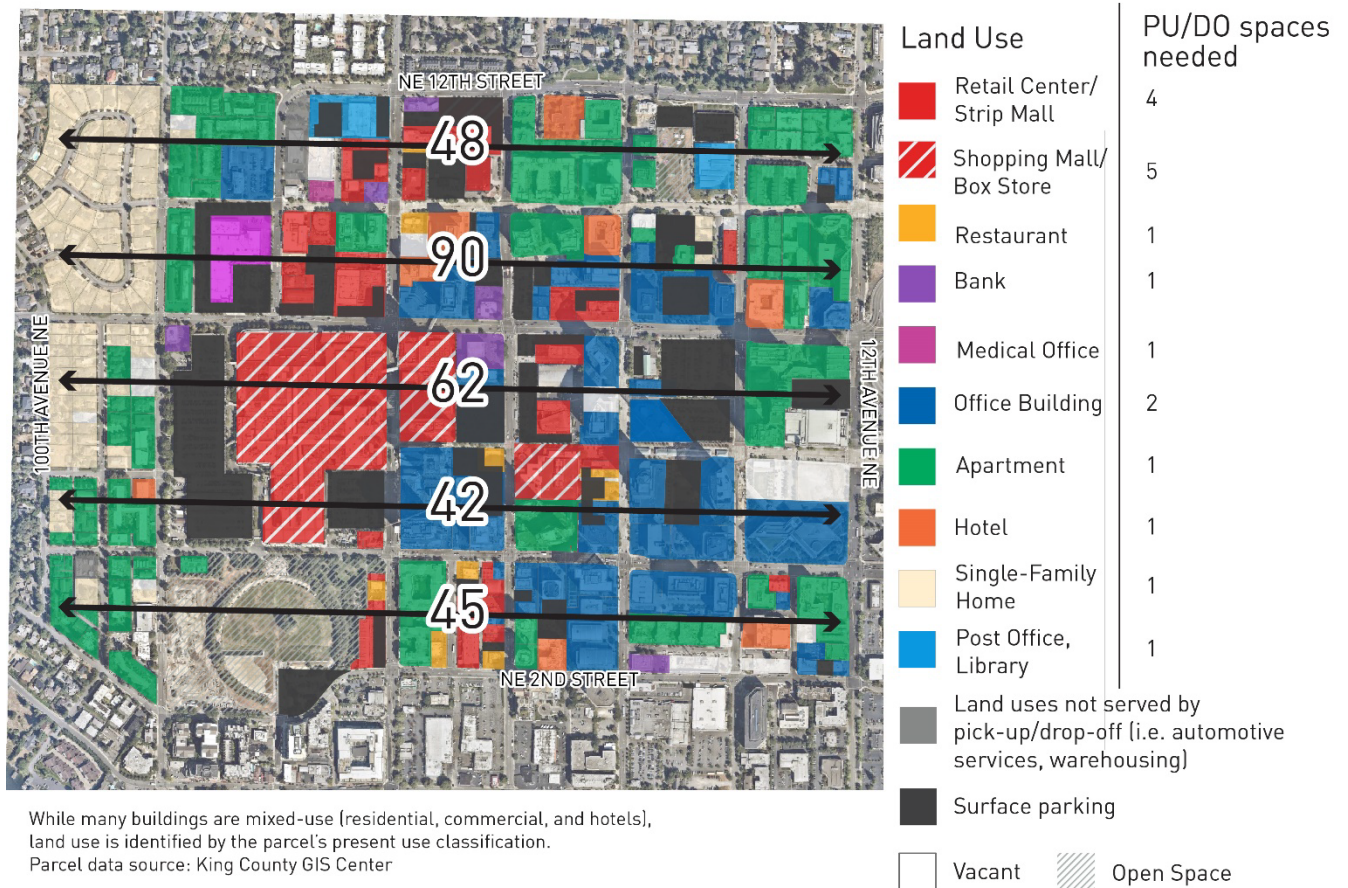 NE 12TH STREET
48
90
100TH AVENUE NE
12TH AVENUE NE
62
42
45
NE 2ND STREET
While many buildings are mixed-use (residential, commercial, and hotels),
land use is identified by the parcel's present use classification.
Parcel data source: King County GIS Center
Land Use
PU/DO spaces
needed
Retail Center/
Strip Mall
4
Shopping Mall/
Box Store
5
Restaurant
1
Bank
1
Medical Office
1
Office Building
2
Apartment
1
Hotel
1
Single-Family
Home
1
Post Office,
Library
1
Land uses not served by
pick-up/drop-off (i.e. automotive
services, warehousing)
Surface parking
Vacant
Open Space